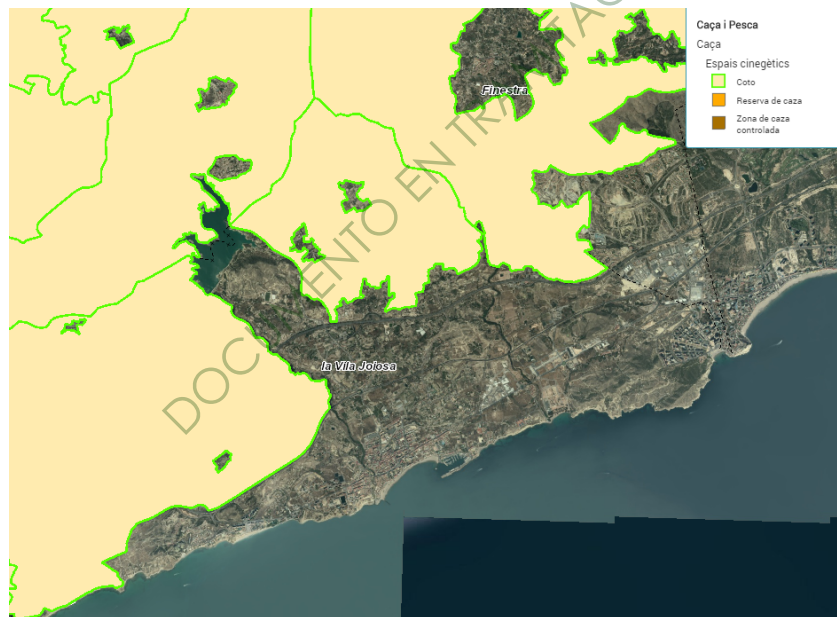 Caça i Pesca
Caça
Espais cinegètics
Coto
Reserva de caza
Zona de caza
controlada
Finestra
la Vila Joiosa
DOCUMENTO EN TRAMITAC